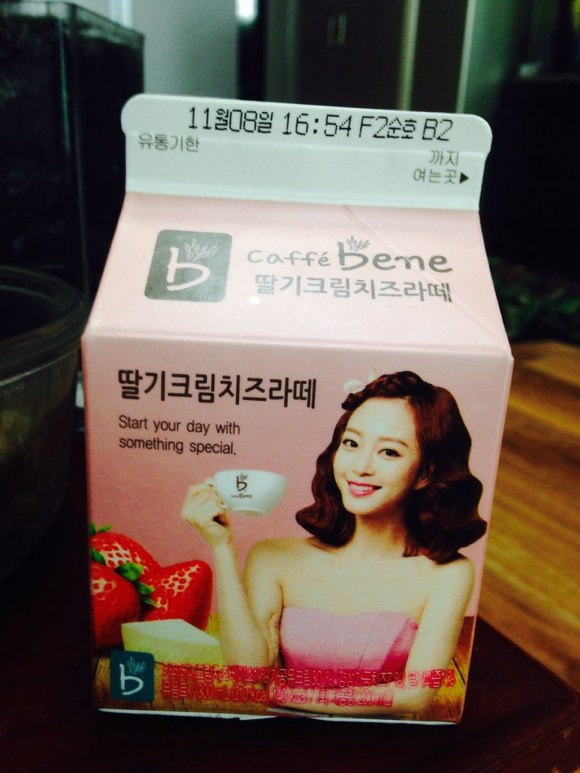 11월08일 16:54 F2순호 B2
유통기한
까지
여는곳▶
b caffé bene
딸기크림치즈라떼
딸기크림치즈라떼
Start your day with
something special.
b
b